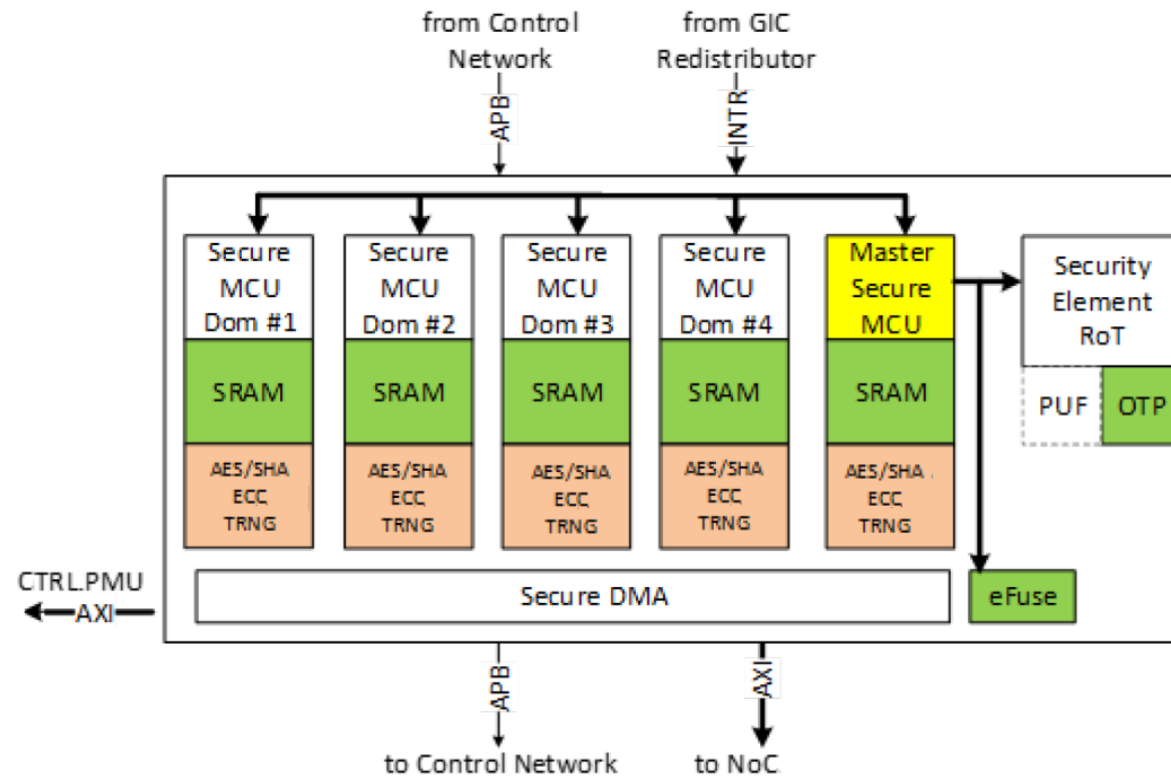 from Control
Network
from GIC
Redistributor
APB
INTR
Secure
MCU
Dom #1
Secure
MCU
Dom #2
Secure
MCU
Dom #3
Secure
MCU
Dom #4
Master
Secure
MCU
Security
Element
RoT
SRAM
SRAM
SRAM
SRAM
SRAM
PUF
OTP
AES/SHA
ECC
TRNG
AES/SHA
ECC
TRNG
AES/SHA
ECC
TRNG
AES/SHA
ECC
TRNG
AES/SHA .
ECC
TRNG
CTRL.PMU
AXI
Secure DMA
eFuse
APB
AXI
to Control Network
to NoC